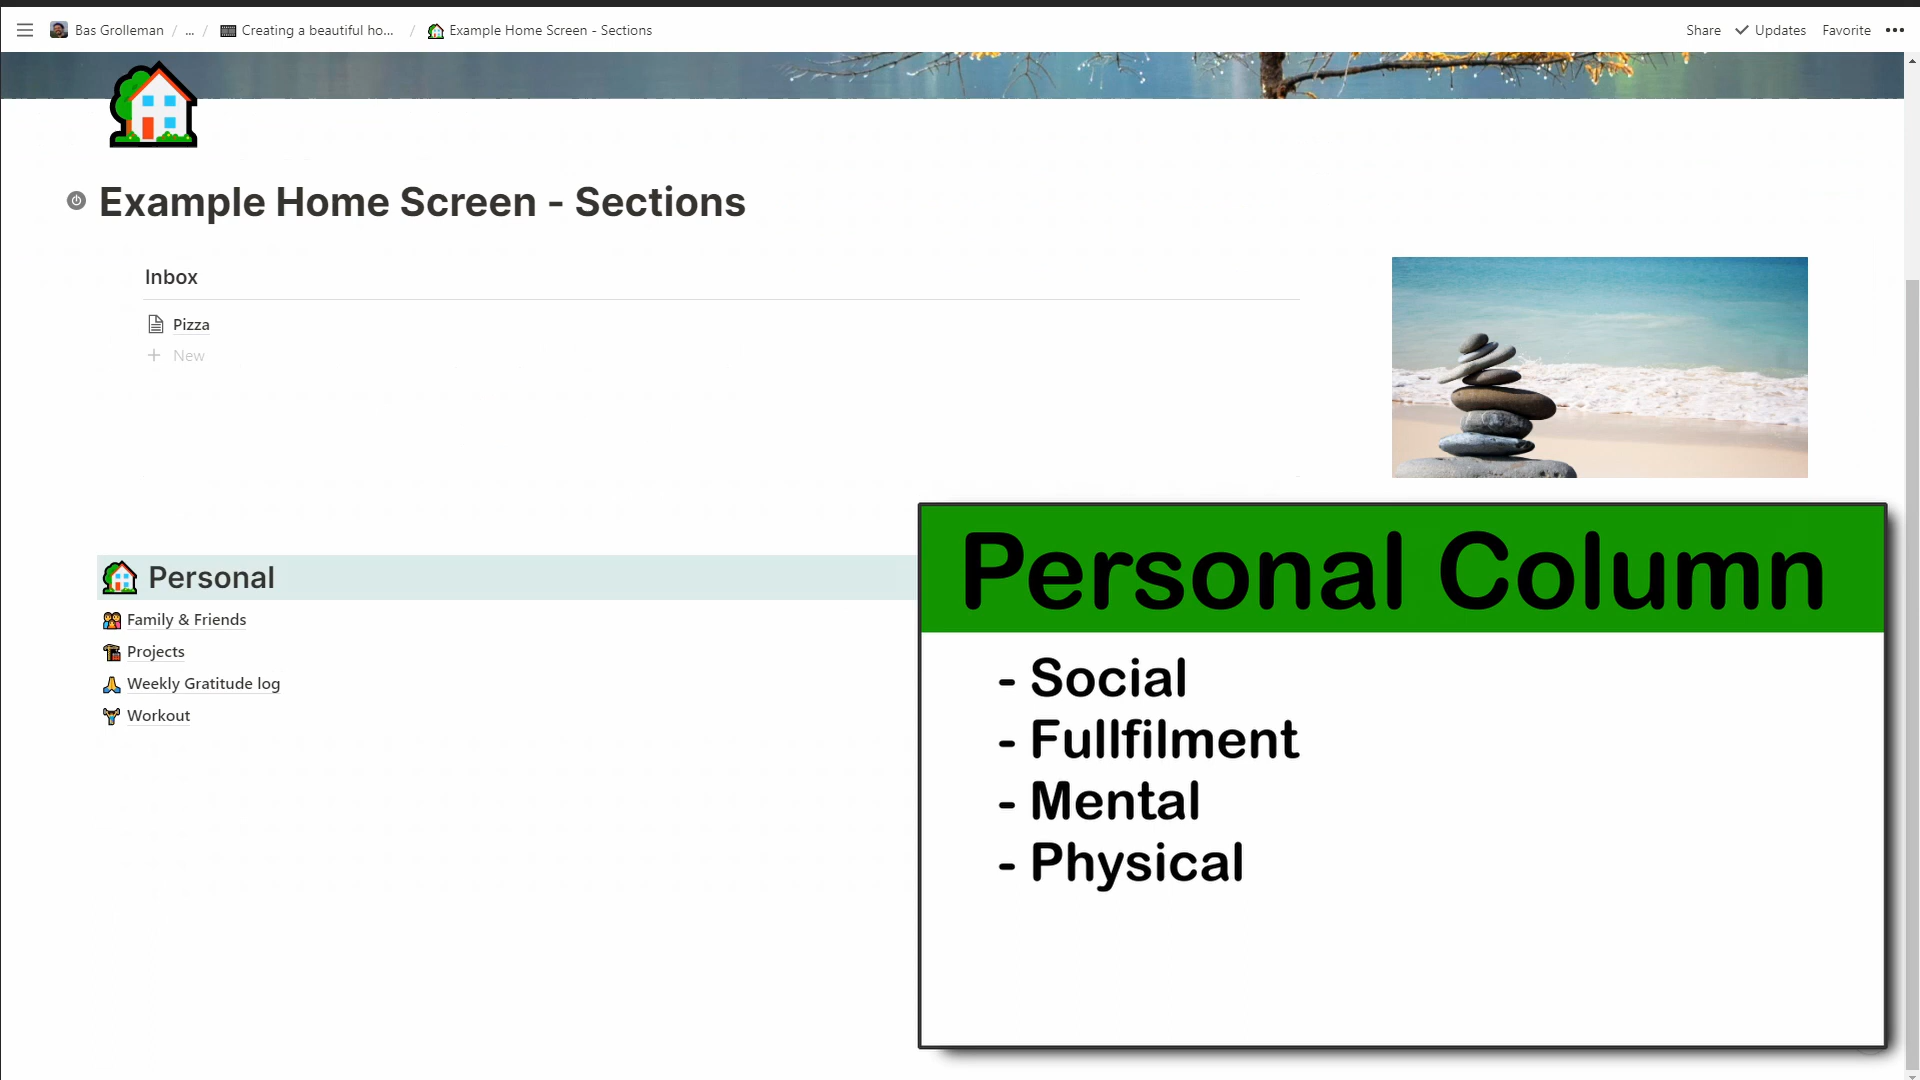 Bas Grolleman / ... / Creating a beautiful ho... / Example Home Screen - Sections
Share Updates Favorite •••
Example Home Screen - Sections
Inbox
Pizza
+ New
Personal
Family & Friends
Projects
Weekly Gratitude log
Workout
Personal Column
- Social
- Fullfilment
- Mental
- Physical